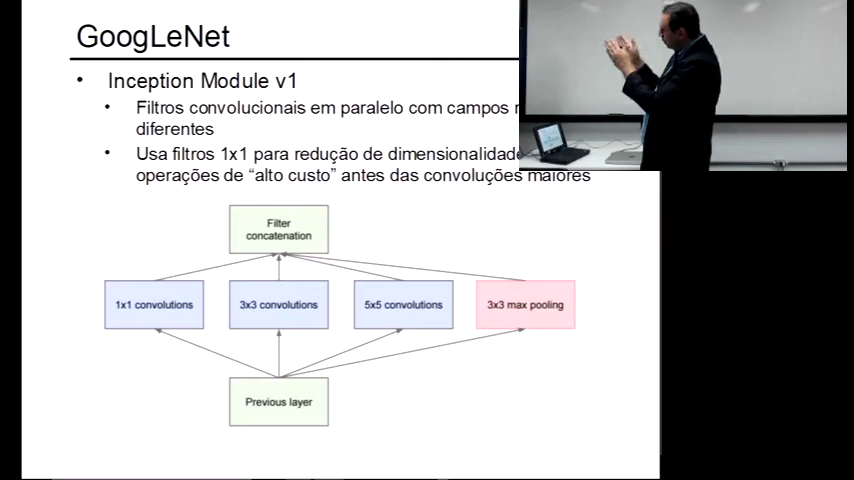 GoogLeNet
• Inception Module v1
• Filtros convolucionais em paralelo com campos
diferentes
• Usa filtros 1x1 para redução de dimensionalidade
operações de “alto custo” antes das convoluções maiores
Filter
concatenation
1x1 convolutions
3x3 convolutions
5x5 convolutions
3x3 max pooling
Previous layer